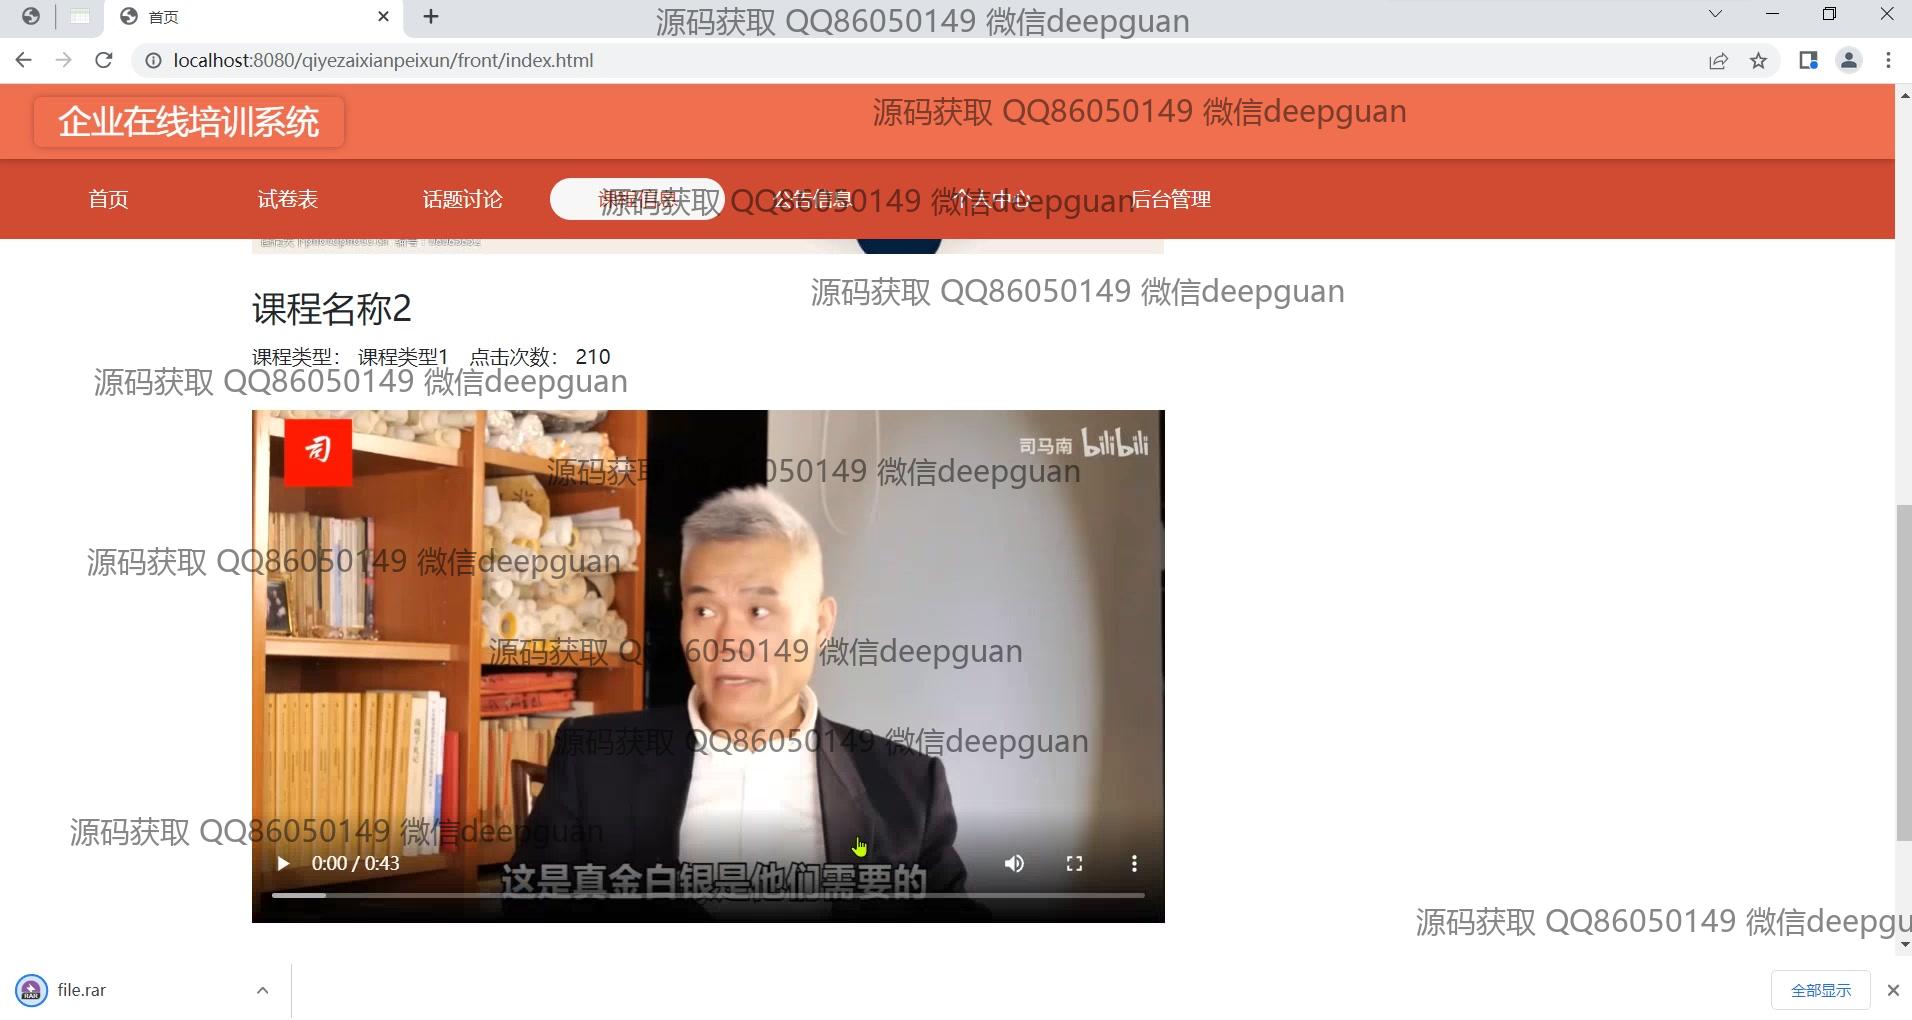 首页
源码获取 QQ86050149 微信deepguan
localhost:8080/qiyezaixianpeixun/front/index.html
企业在线培训系统
源码获取 QQ86050149 微信deepguan
首页 试卷表 话题讨论 课程信息 公告信息 个人中心 后台管理
源码获取 QQ86050149 微信deepguan
源码获取 QQ86050149 微信deepguan
课程名称2
课程类型： 课程类型1 点击次数： 210
源码获取 QQ86050149 微信deepguan
司
司马南 bilibili
源码获取 QQ86050149 微信deepguan
源码获取 QQ86050149 微信deepguan
源码获取 QQ86050149 微信deepguan
源码获取 QQ86050149 微信deepguan
源码获取 QQ86050149 微信deepguan
0:00 / 0:43
这是真金白银是他们需要的
源码获取 QQ86050149 微信deepgu
file.rar
全部显示